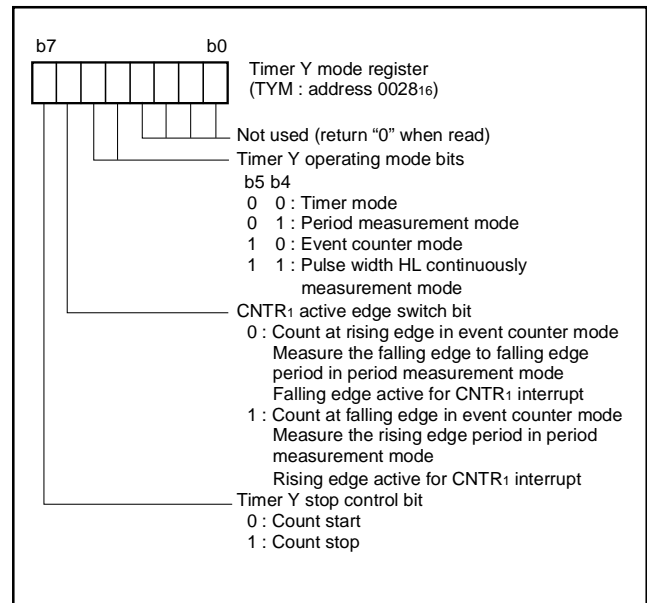 b7 b0
Timer Y mode register
(TYM : address 002816)
Not used (return “0” when read)
Timer Y operating mode bits
b5 b4
0 0 : Timer mode
0 1 : Period measurement mode
1 0 : Event counter mode
1 1 : Pulse width HL continuously
measurement mode
CNTR1 active edge switch bit
0 : Count at rising edge in event counter mode
Measure the falling edge to falling edge
period in period measurement mode
Falling edge active for CNTR1 interrupt
1 : Count at falling edge in event counter mode
Measure the rising edge period in period
measurement mode
Rising edge active for CNTR1 interrupt
Timer Y stop control bit
0 : Count start
1 : Count stop